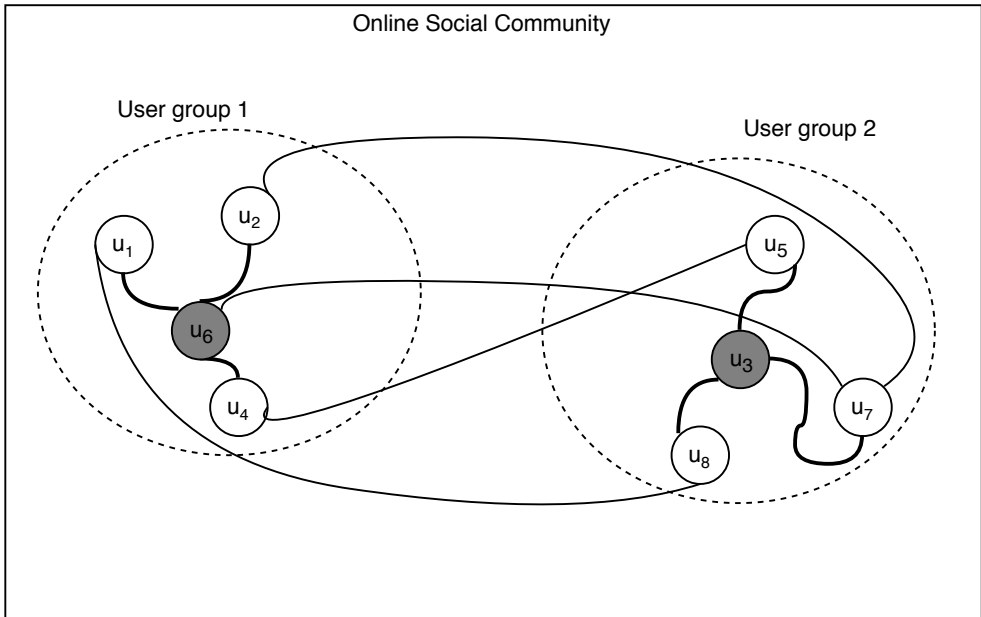 Online Social Community
User group 1
User group 2
u2
u1
u5
u6
u3
u4
u7
u8